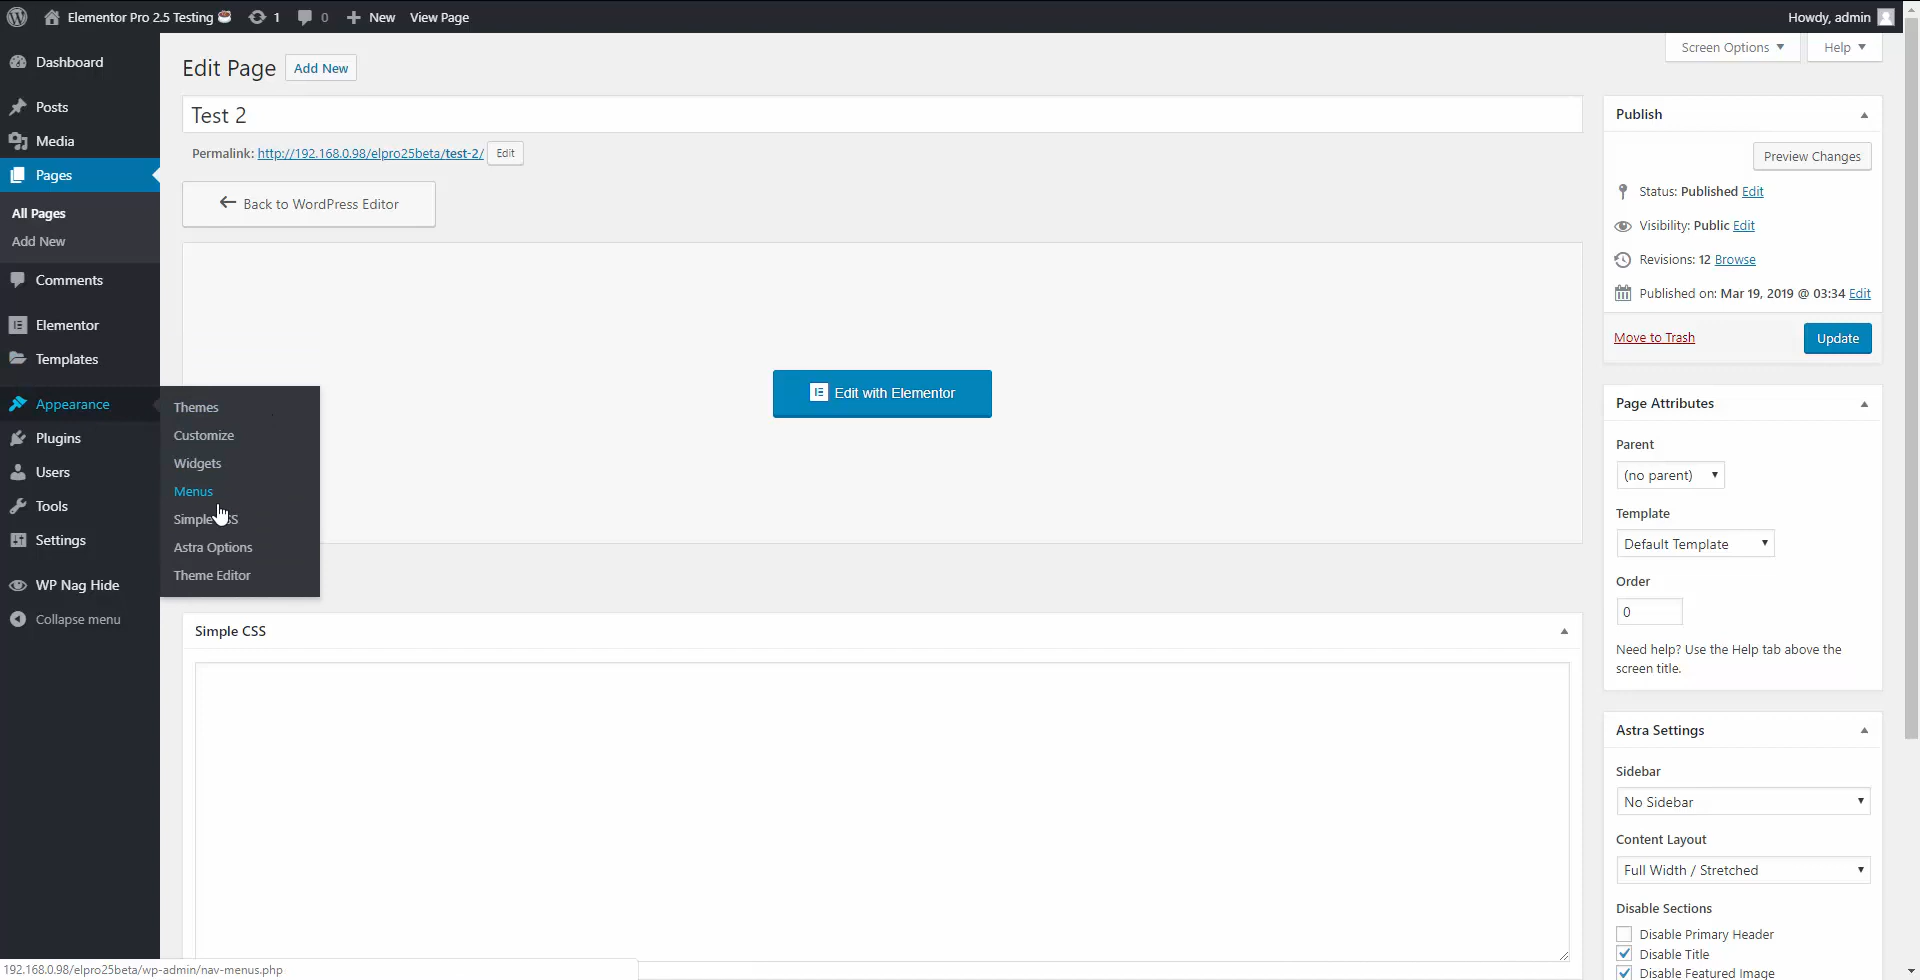 Elementor Pro 2.5 Testing
1
0
New
View Page
Howdy, admin
Screen Options
Help
Dashboard
Posts
Media
Pages
All Pages
Add New
Comments
Elementor
Templates
Appearance
Plugins
Users
Tools
Settings
WP Nag Hide
Collapse menu
Themes
Customize
Widgets
Menus
Simple CSS
Astra Options
Theme Editor
Edit Page
Add New
Test 2
Permalink: http://192.168.0.98/elpro25beta/test-2/ Edit
Back to WordPress Editor
Edit with Elementor
Simple CSS
Publish
Preview Changes
Status: Published Edit
Visibility: Public Edit
Revisions: 12 Browse
Published on: Mar 19, 2019 @ 03:34 Edit
Move to Trash
Update
Page Attributes
Parent
(no parent)
Template
Default Template
Order
0
Need help? Use the Help tab above the
screen title.
Astra Settings
Sidebar
No Sidebar
Content Layout
Full Width / Stretched
Disable Sections
Disable Primary Header
Disable Title
Disable Featured Image
192.168.0.98/elpro25beta/wp-admin/nav-menus.php